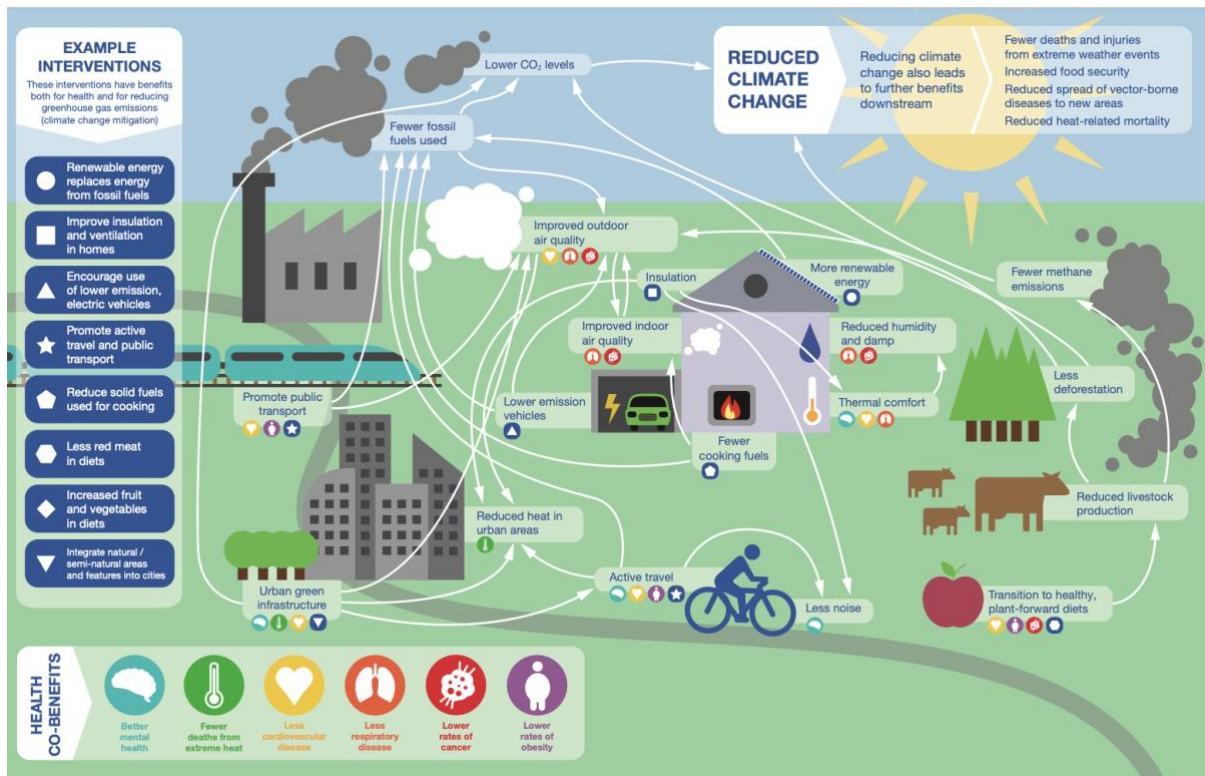 EXAMPLE
INTERVENTIONS
These interventions have benefits
both for health and for reducing
greenhouse gas emissions
(climate change mitigation)
Renewable energy
replaces energy
from fossil fuels
Improve insulation
and ventilation
in homes
Encourage use
of lower emission,
electric vehicles
Promote active
travel and public
transport
Reduce solid fuels
used for cooking
Less red meat
in diets
Increased fruit
and vegetables
in diets
Integrate natural /
semi-natural areas
and features into cities
Lower CO₂ levels
REDUCED
CLIMATE
CHANGE
Reducing climate
change also leads
to further benefits
downstream
Fewer deaths and injuries
from extreme weather events
Increased food security
Reduced spread of vector-borne
diseases to new areas
Reduced heat-related mortality
Fewer fossil
fuels used
Improved outdoor
air quality
Insulation
More renewable
energy
Fewer methane
emissions
Improved indoor
air quality
Reduced humidity
and damp
Less
deforestation
Promote public
transport
Lower emission
vehicles
Thermal comfort
Fewer
cooking fuels
Reduced livestock
production
Reduced heat in
urban areas
Urban green
infrastructure
Active travel
Less noise
Transition to healthy,
plant-forward diets
HEALTH
CO-BENEFITS
Better
mental
health
Fewer
deaths from
extreme heat
Less
cardiovascular
disease
Less
respiratory
disease
Lower
rates of
cancer
Lower
rates of
obesity